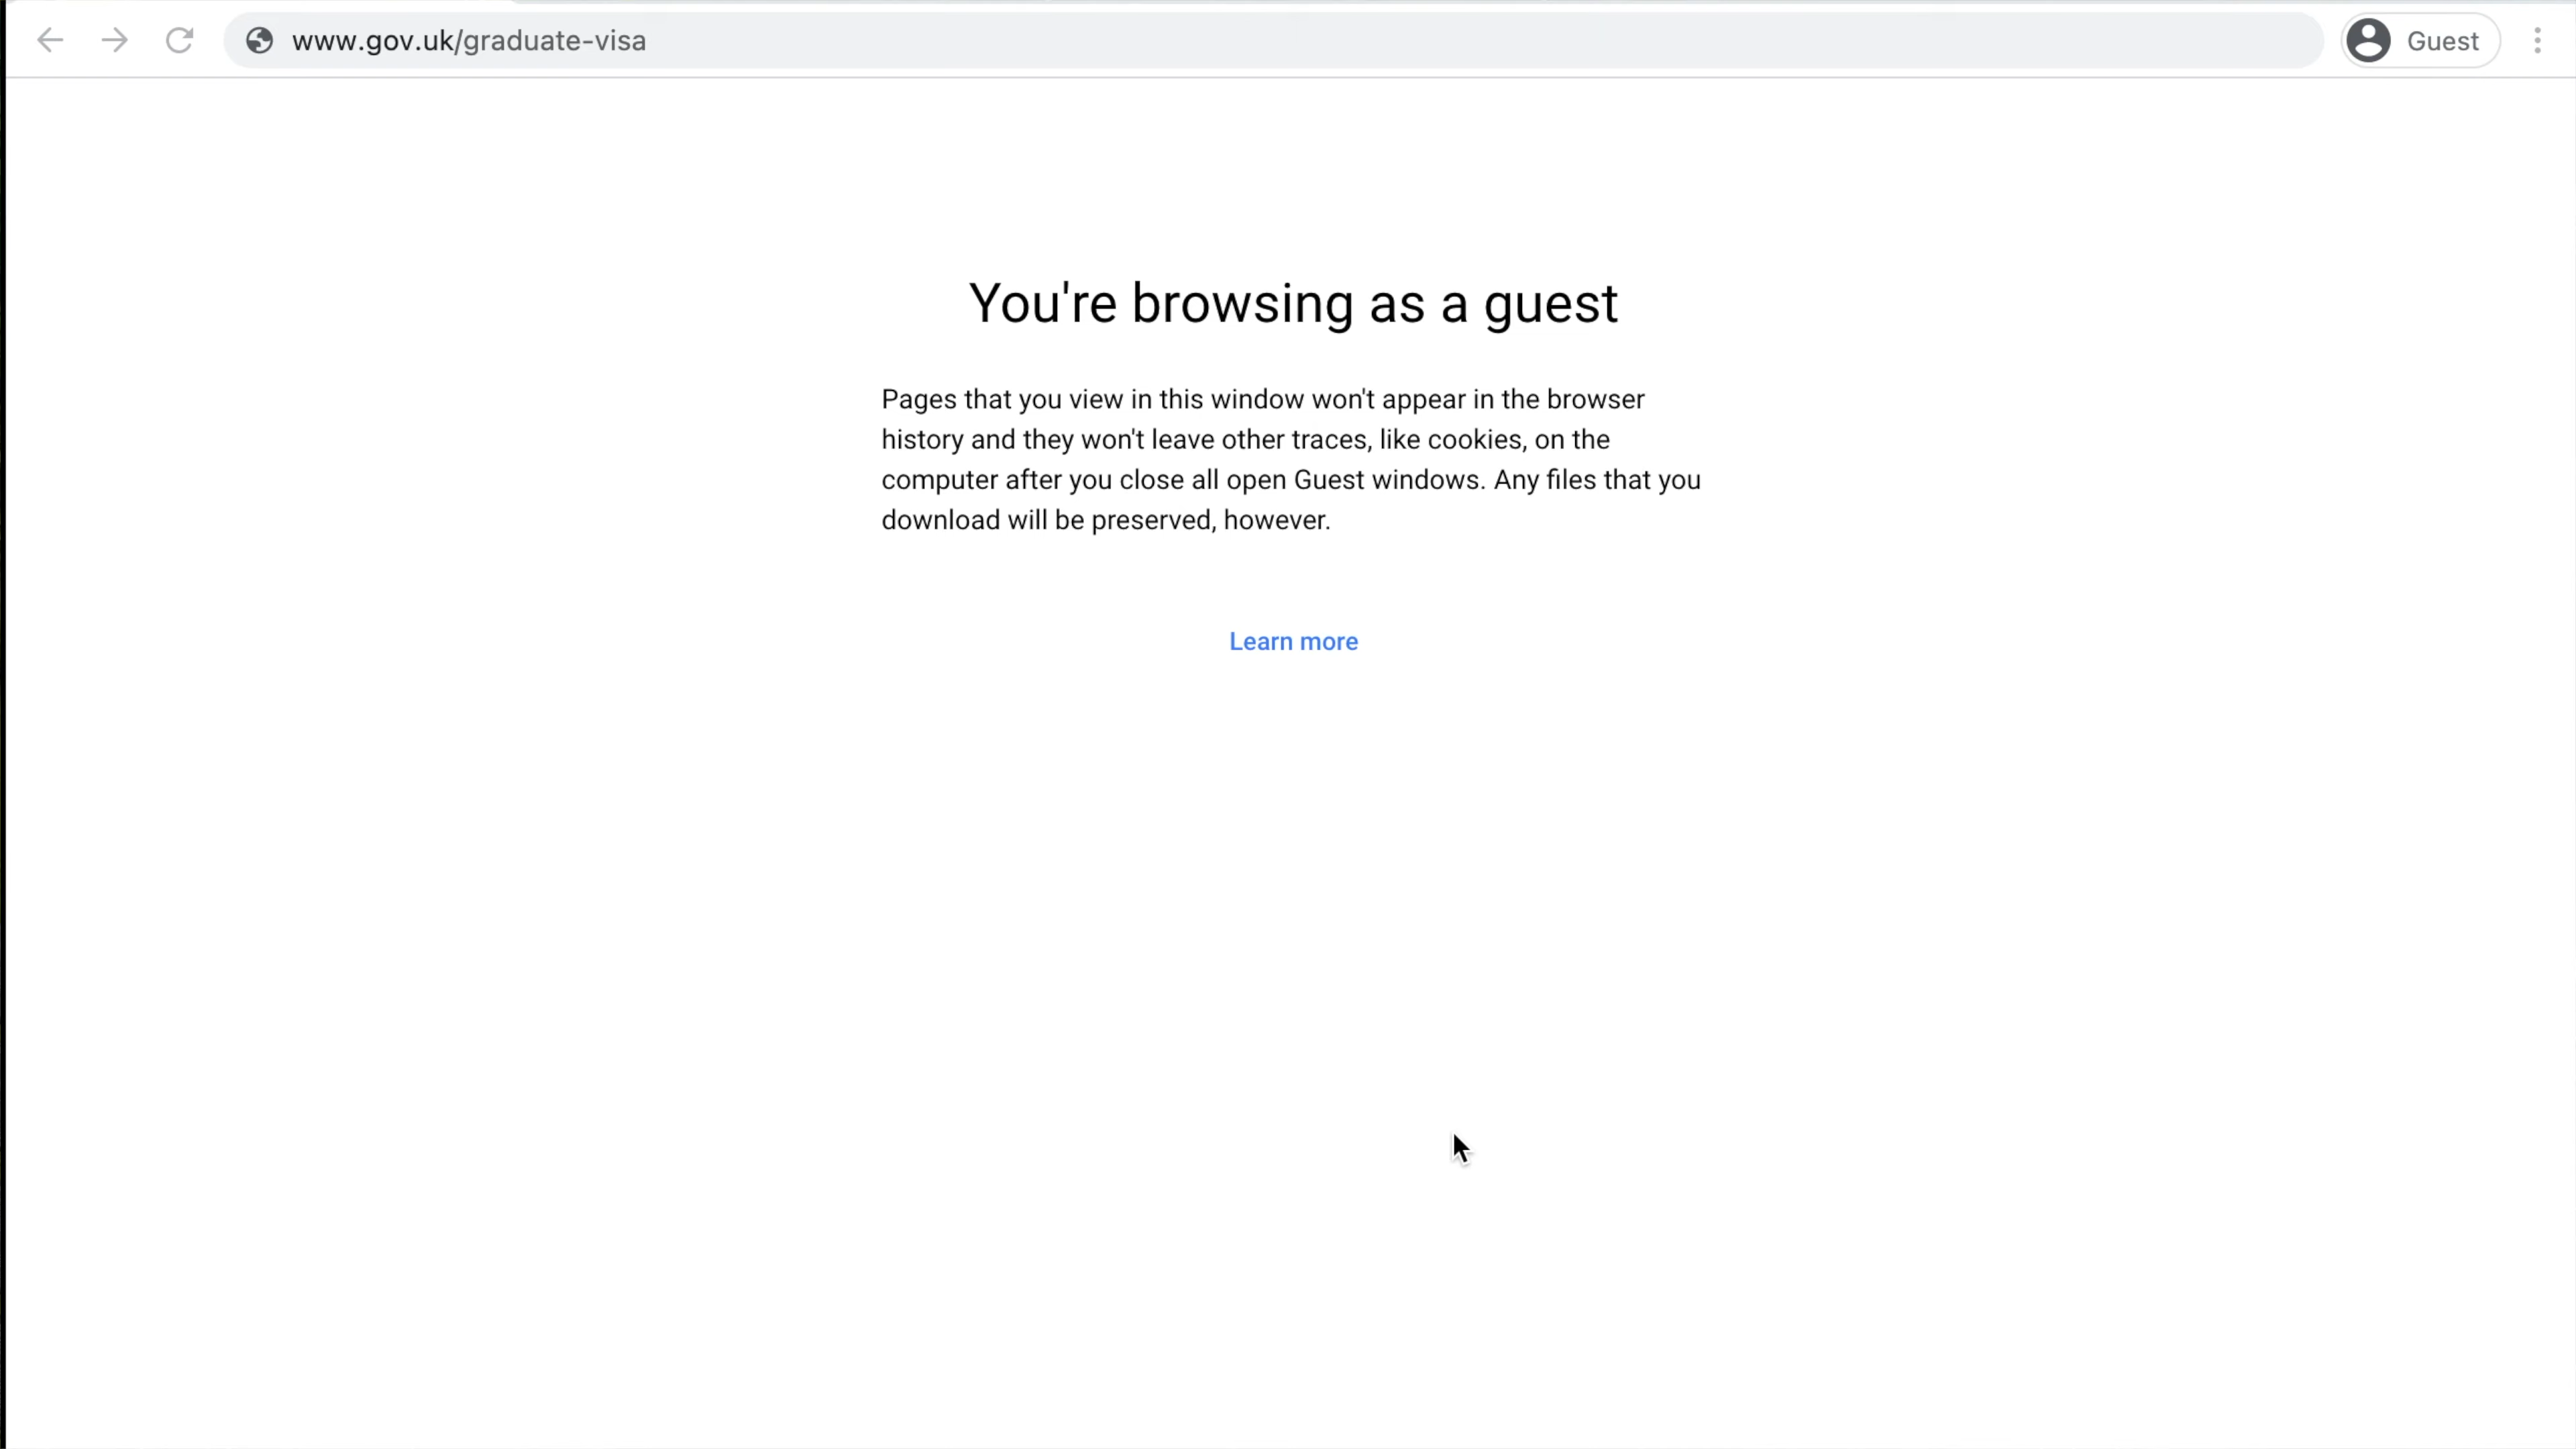 www.gov.uk/graduate-visa
Guest
You're browsing as a guest
Pages that you view in this window won't appear in the browser
history and they won't leave other traces, like cookies, on the
computer after you close all open Guest windows. Any files that you
download will be preserved, however.
Learn more